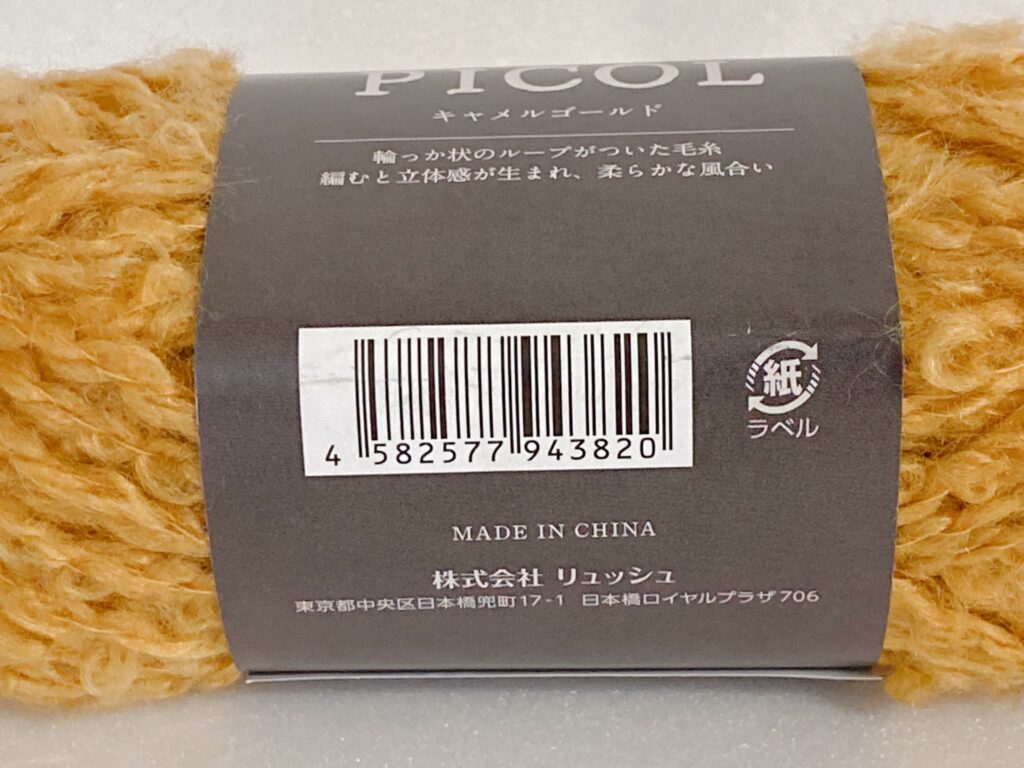 PICOL
キャメルゴールド
輪っか状のループがついた毛糸
編むと立体感が生まれ、柔らかな風合い
4 582577 943820
紙
ラベル
MADE IN CHINA
株式会社 リュッシュ
東京都中央区日本橋兜町17-1 日本橋ロイヤルプラザ706